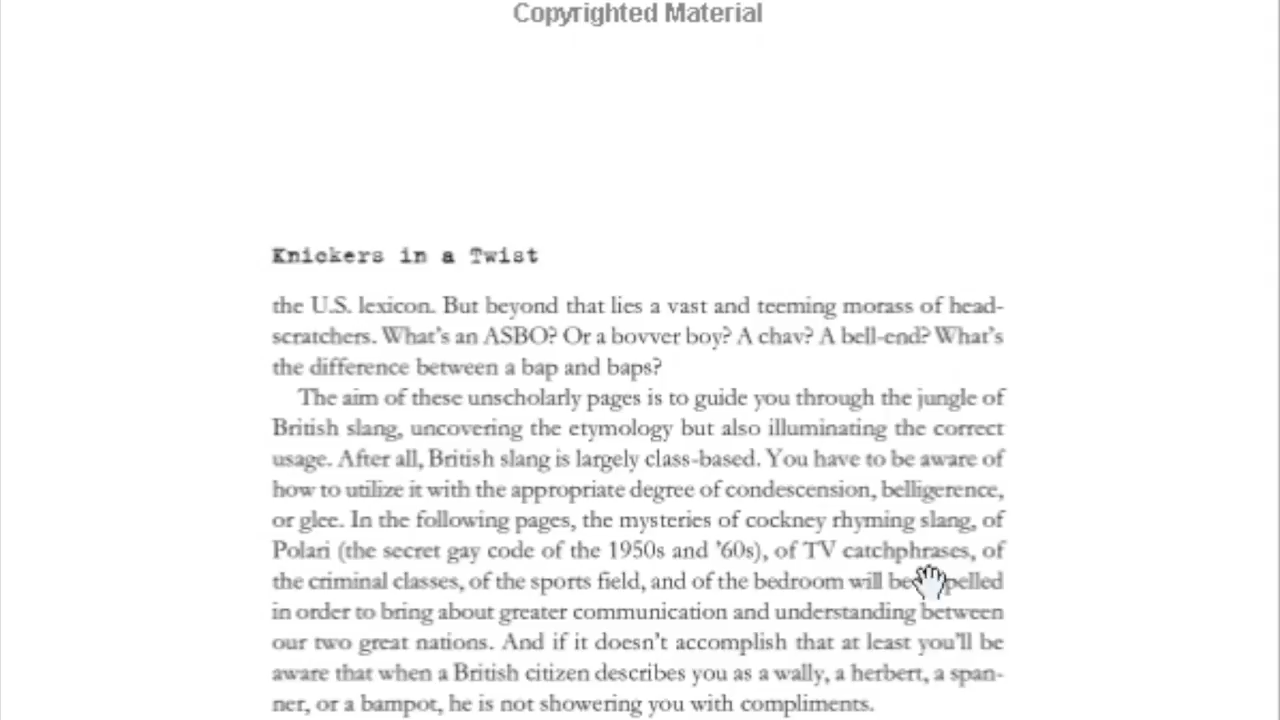 Copyrighted Material
Knickers in a Twist
the U.S. lexicon. But beyond that lies a vast and teeming morass of head-
scratchers. What's an ASBO? Or a bovver boy? A chav? A bell-end? What's
the difference between a bap and baps?
The aim of these unscholarly pages is to guide you through the jungle of
British slang, uncovering the etymology but also illuminating the correct
usage. After all, British slang is largely class-based. You have to be aware of
how to utilize it with the appropriate degree of condescension, belligerence,
or glee. In the following pages, the mysteries of cockney rhyming slang, of
Polari (the secret gay code of the 1950s and '60s), of TV catchphrases, of
the criminal classes, of the sports field, and of the bedroom will be
in order to bring about greater communication and understanding between
our two great nations. And if it doesn't accomplish that at least you'll be
aware that when a British citizen describes you as a wally, a herbert, a span-
ner, or a bampot, he is not showering you with compliments.